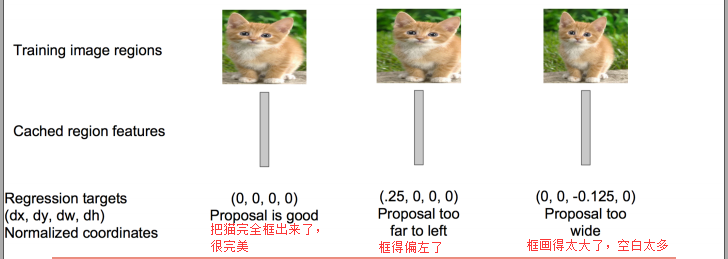 Training image regions
Cached region features
Regression targets
(dx, dy, dw, dh)
Normalized coordinates
(0, 0, 0, 0)
Proposal is good
把猫完全框出来了，
很完美
(.25, 0, 0, 0)
Proposal too
far to left
框得偏左了
(0, 0, -0.125, 0)
Proposal too
wide
框画得太大了，空白太多